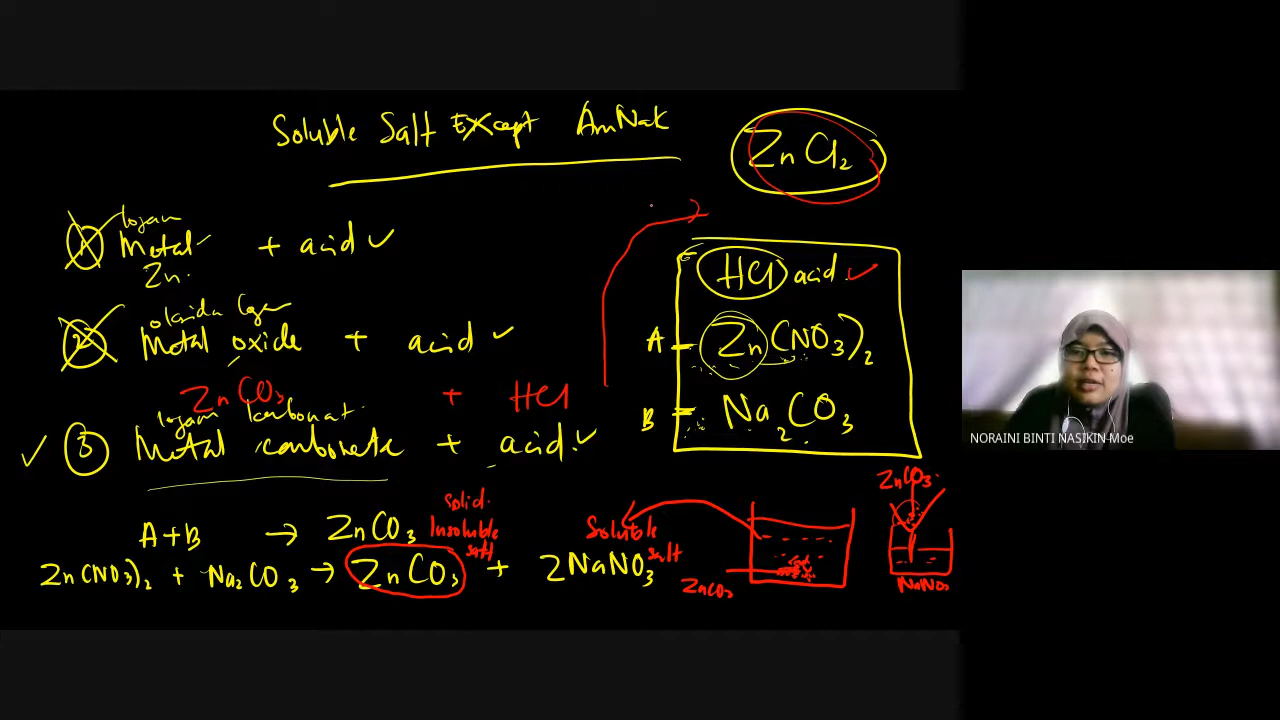 Soluble Salt Except AmNaK
ZnCl₂
① logam
Metal + acid ✓
Zn
② oksida
Metal oxide + acid ✓
ZnCO₃ + HCl
logam karbonat
✓ ③ Metal carbonate + acid ✓
HCl acid ✓
A Zn(NO₃)₂
B Na₂CO₃
A+B → ZnCO₃
solid
Insoluble
salt
Soluble
salt
Zn(NO₃)₂ + Na₂CO₃ → ZnCO₃ + 2NaNO₃
ZnCO₃
ZnCO₃
NaNO₃
NORAINI BINTI NASIKIN Moe